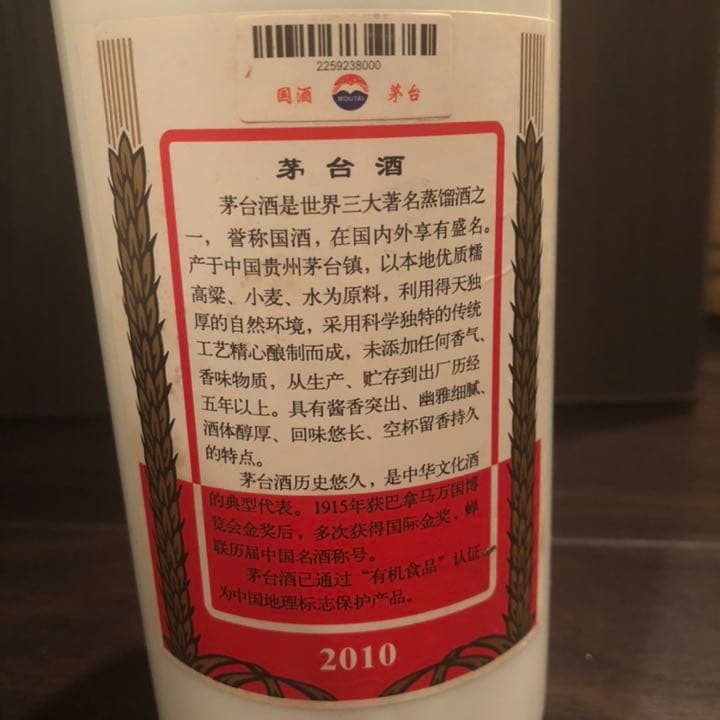 2259238000
国酒 MOUTAI 茅台
茅台酒
茅台酒是世界三大著名蒸馏酒之
一，誉称国酒，在国内外享有盛名。
产于中国贵州茅台镇，以本地优质糯
高粱、小麦、水为原料，利用得天独
厚的自然环境，采用科学独特的传统
工艺精心酿制而成，未添加任何香气、
香味物质，从生产、贮存到出厂历经
五年以上。具有酱香突出、幽雅细腻、
酒体醇厚、回味悠长、空杯留香持久
的特点。
茅台酒历史悠久，是中华文化酒
的典型代表。1915年获巴拿马万国博
览会金奖后，多次获得国际金奖，蝉
联历届中国名酒称号。
茅台酒已通过“有机食品”认证，
为中国地理标志保护产品。
2010